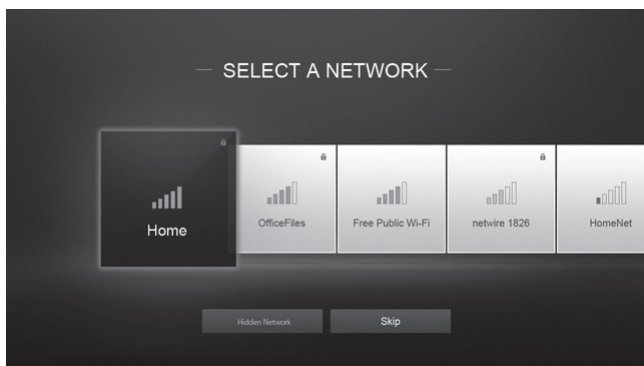 SELECT A NETWORK
Home
OfficeFiles
Free Public Wi-Fi
netwire 1826
HomeNet
Hidden Network
Skip